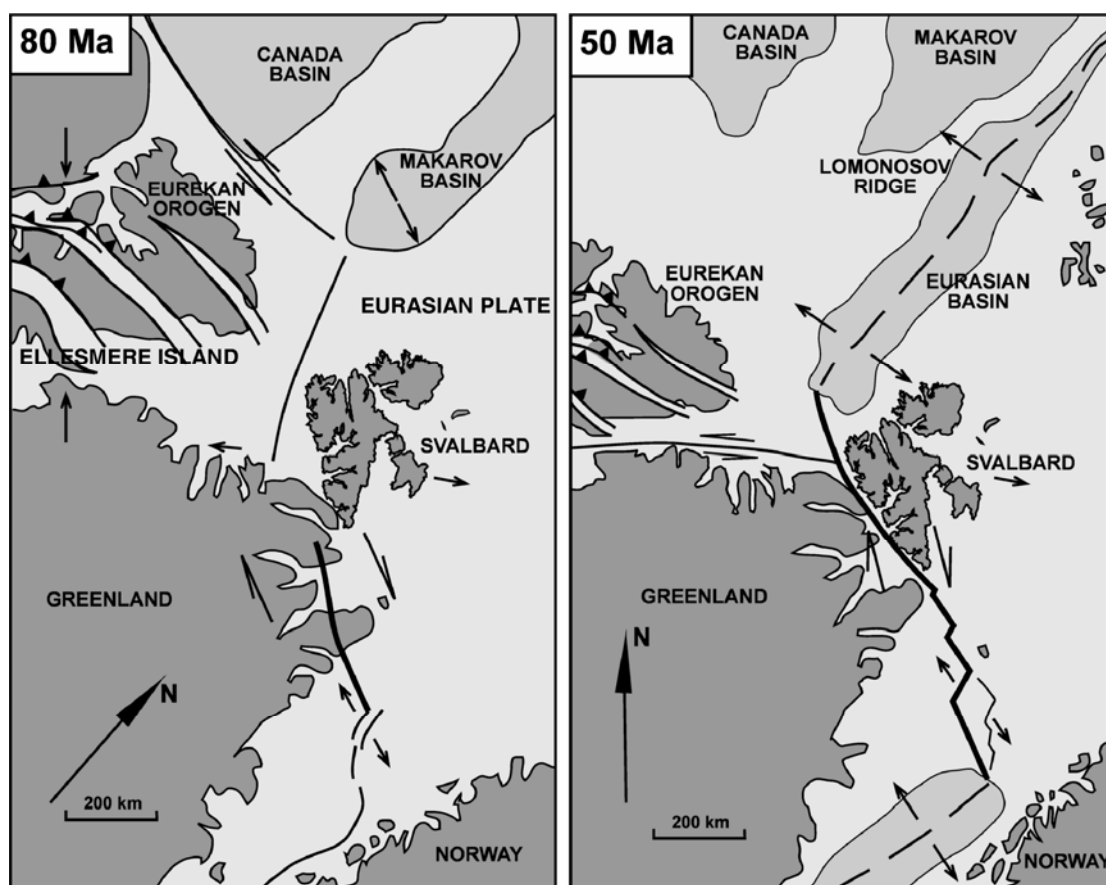 80 Ma
CANADA
BASIN
MAKAROV
BASIN
EUREKAN
OROGEN
EURASIAN PLATE
ELLESMERE ISLAND
SVALBARD
GREENLAND
N
200 km
NORWAY
50 Ma
CANADA
BASIN
MAKAROV
BASIN
LOMONOSOV
RIDGE
EUREKAN
OROGEN
EURASIAN
BASIN
SVALBARD
GREENLAND
N
200 km
NORWAY